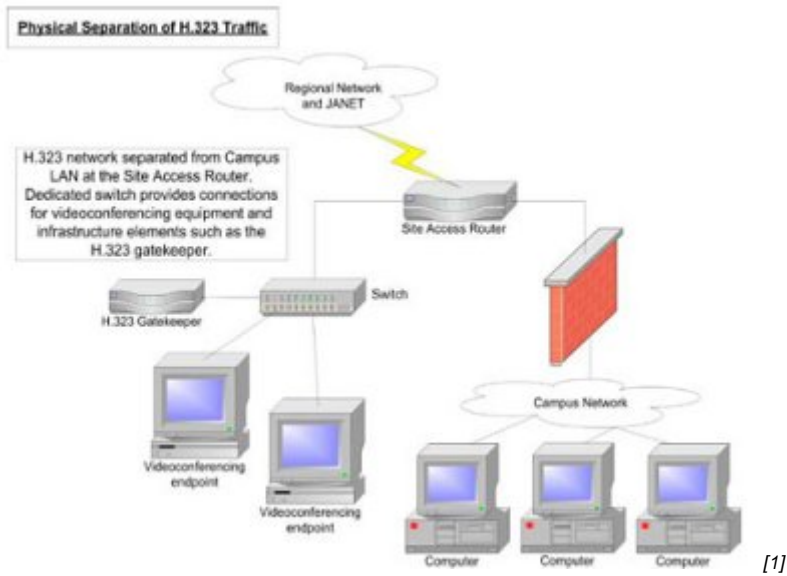 Physical Separation of H.323 Traffic
Regional Network
and JANET
H.323 network separated from Campus
LAN at the Site Access Router.
Dedicated switch provides connections
for videoconferencing equipment and
infrastructure elements such as the
H.323 gatekeeper.
Site Access Router
Switch
H.323 Gatekeeper
Campus Network
Videoconferencing
endpoint
Videoconferencing
endpoint
Computer
Computer
Computer
[1]